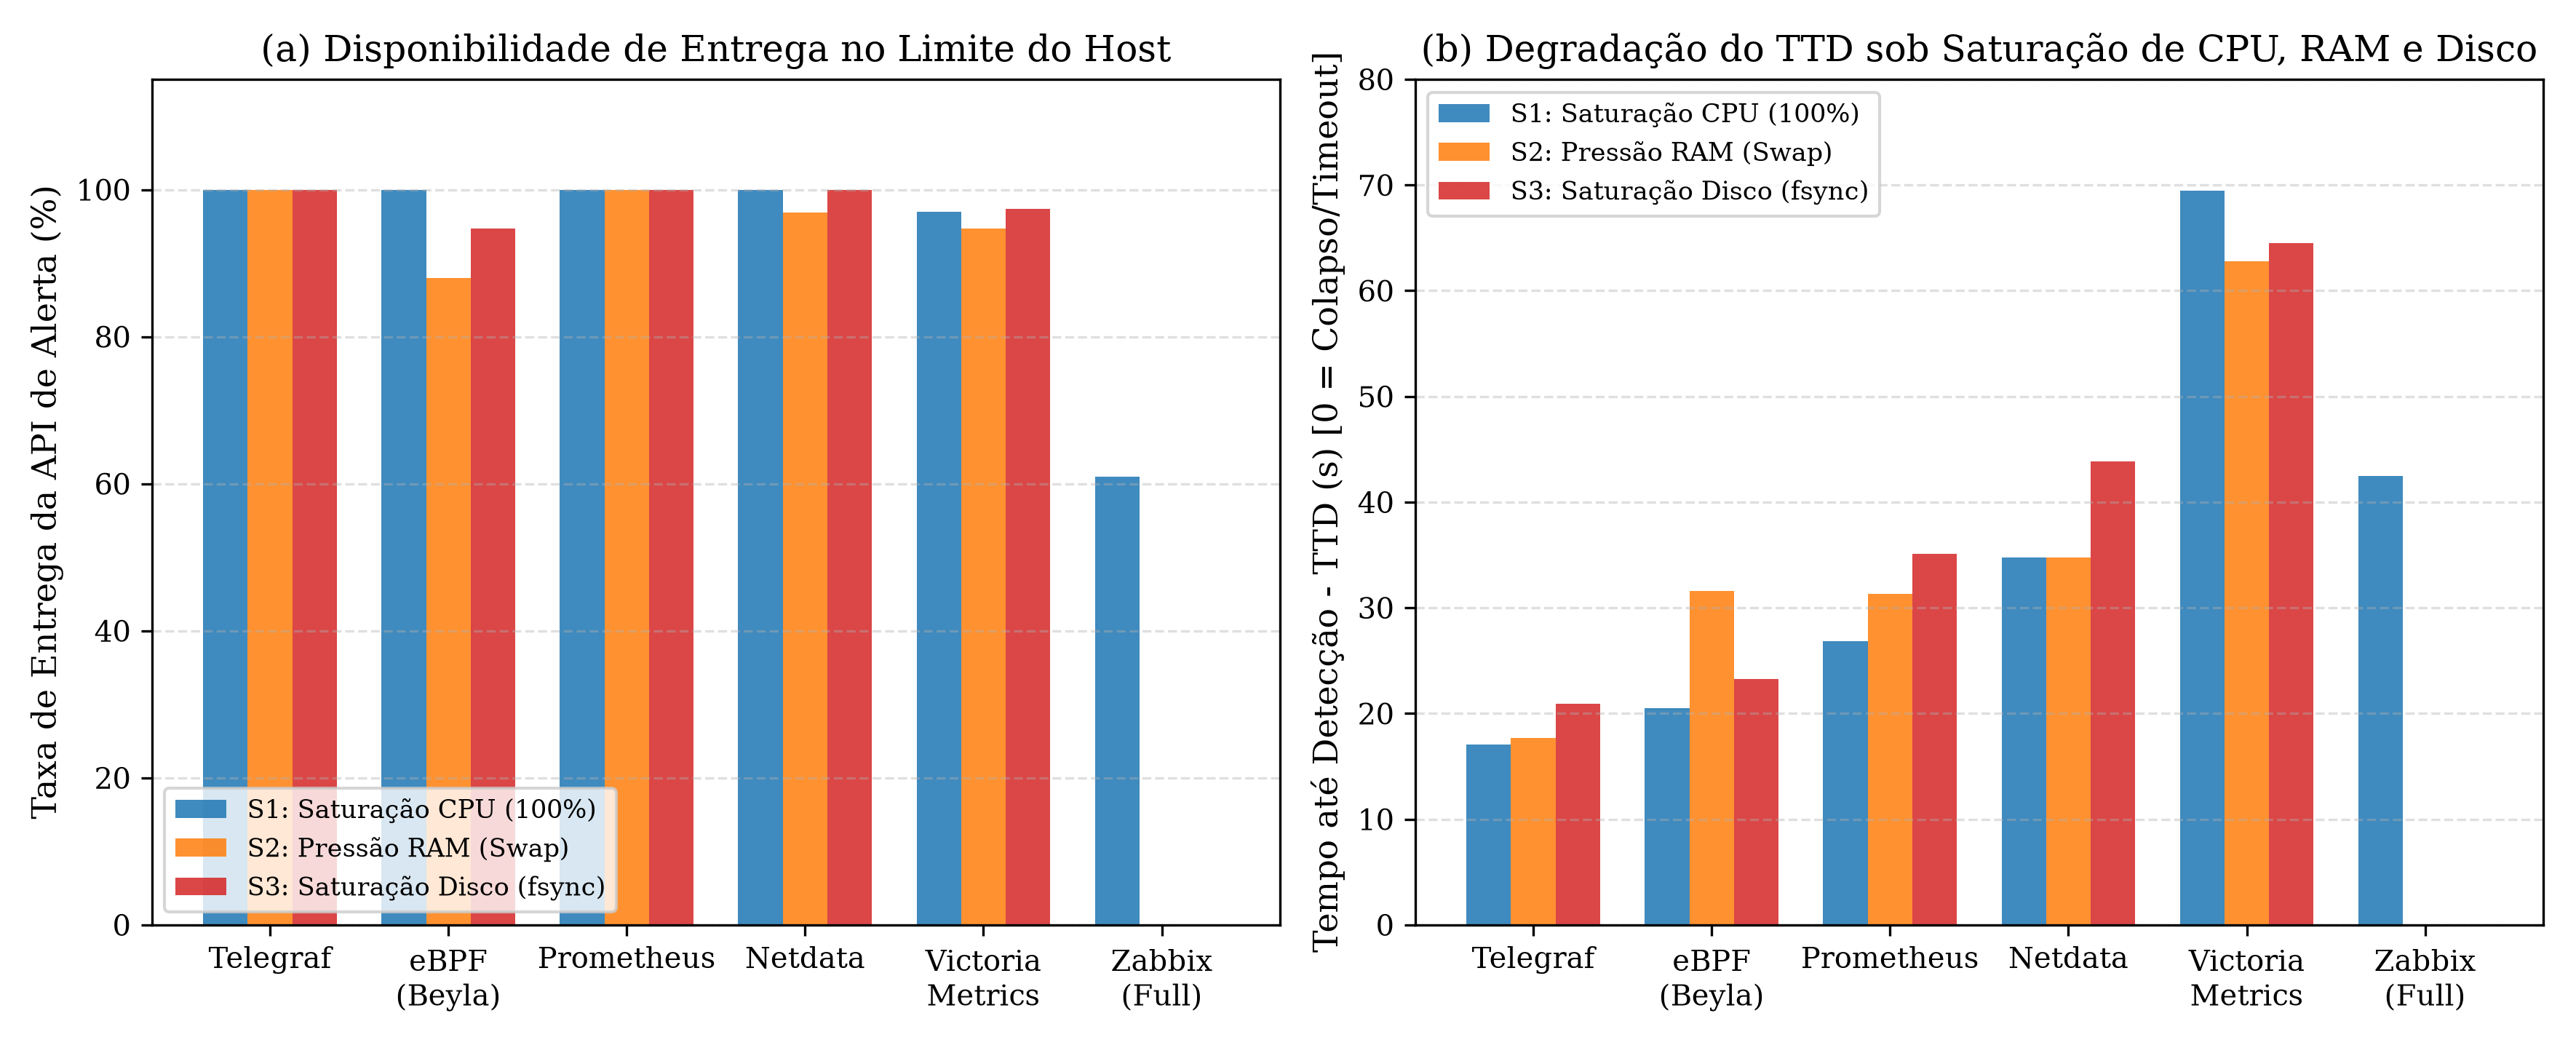 (a) Disponibilidade de Entrega no Limite do Host
Taxa de Entrega da API de Alerta (%)
100
80
60
40
20
0
S1: Saturação CPU (100%)
S2: Pressão RAM (Swap)
S3: Saturação Disco (fsync)
Telegraf
eBPF
(Beyla)
Prometheus
Netdata
Victoria
Metrics
Zabbix
(Full)
(b) Degradação do TTD sob Saturação de CPU, RAM e Disco
Tempo até Detecção - TTD (s) [0 = Colapso/Timeout]
80
70
60
50
40
30
20
10
0
S1: Saturação CPU (100%)
S2: Pressão RAM (Swap)
S3: Saturação Disco (fsync)
Telegraf
eBPF
(Beyla)
Prometheus
Netdata
Victoria
Metrics
Zabbix
(Full)